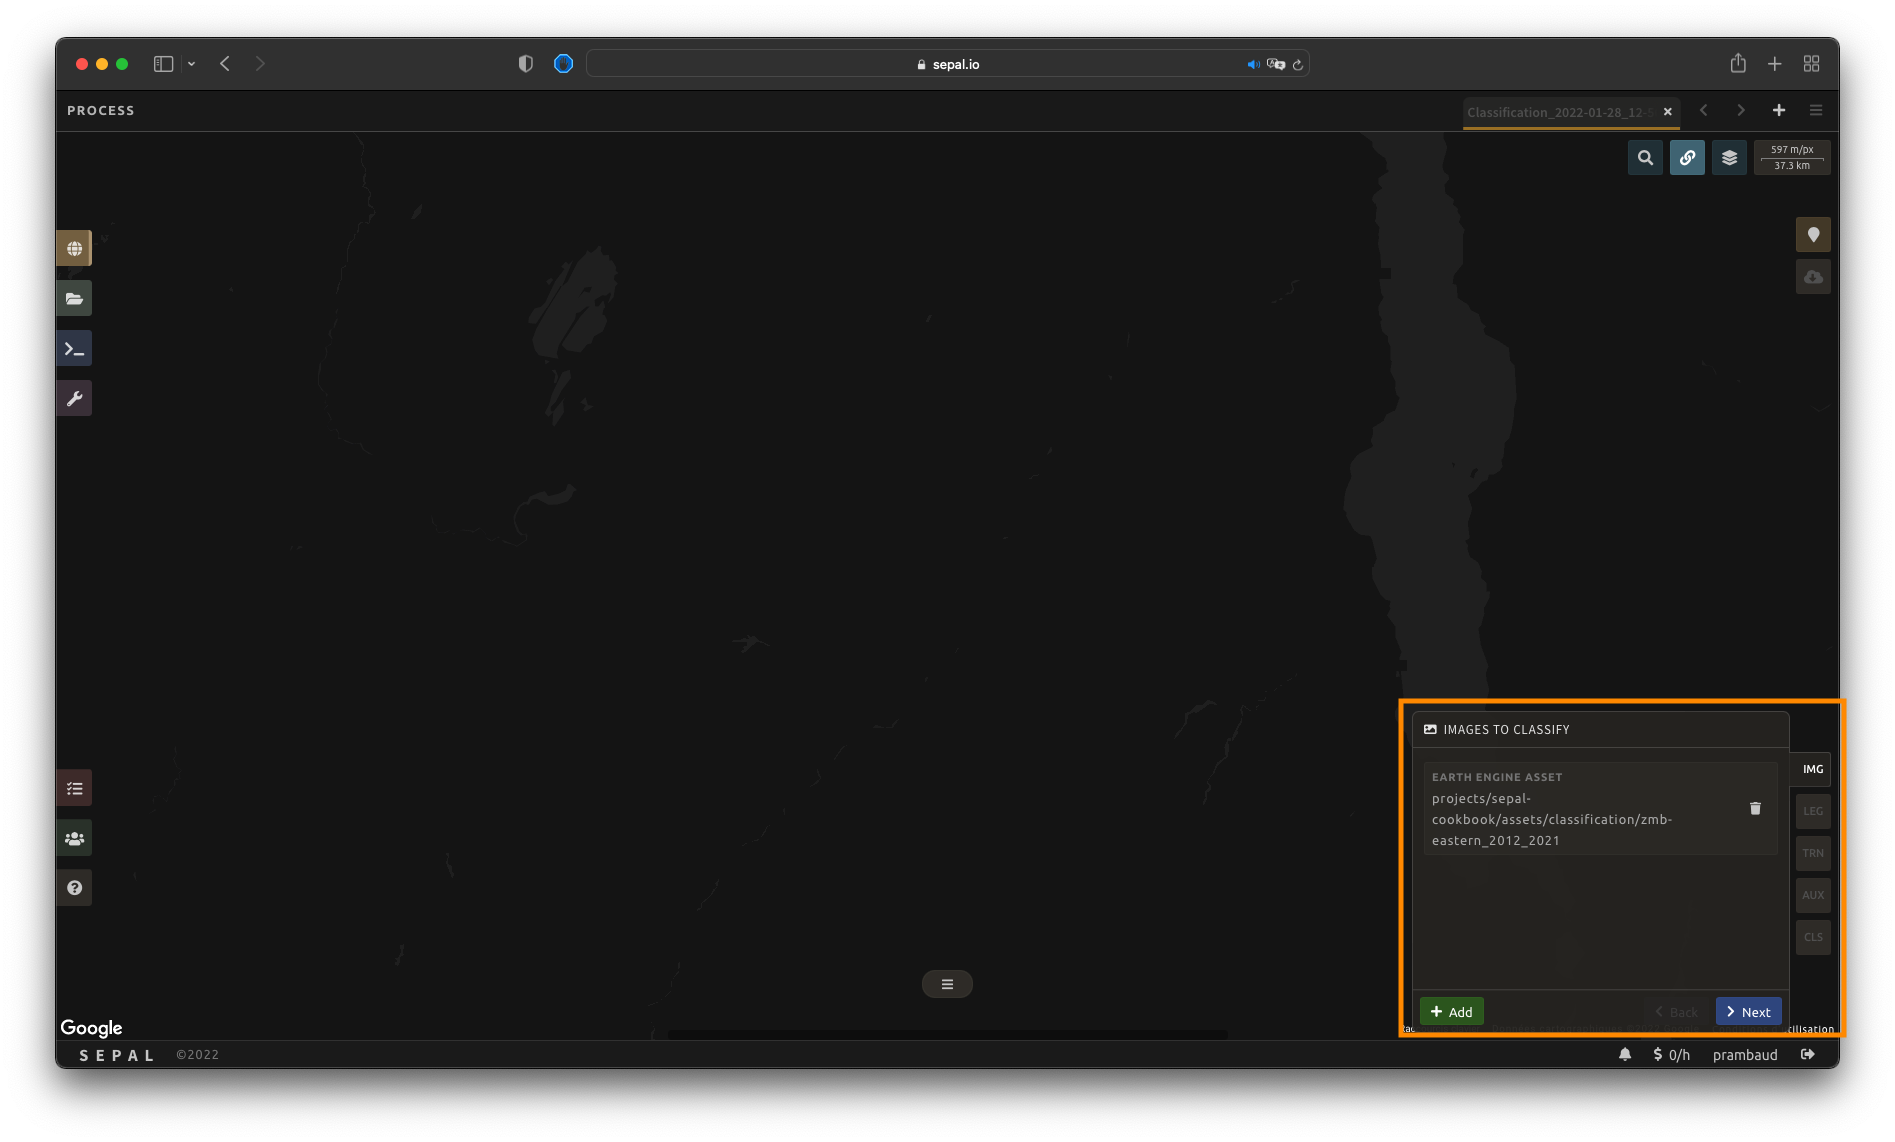 sepal.io
PROCESS
Classification_2022-01-28_12-5
597 m/px
37.3 km
IMAGES TO CLASSIFY
EARTH ENGINE ASSET
projects/sepal-
cookbook/assets/classification/zmb-
eastern_2012_2021
IMG
LEG
TRN
AUX
CLS
Add
Back
Next
Google
SEPAL ©2022
$ 0/h prambaud